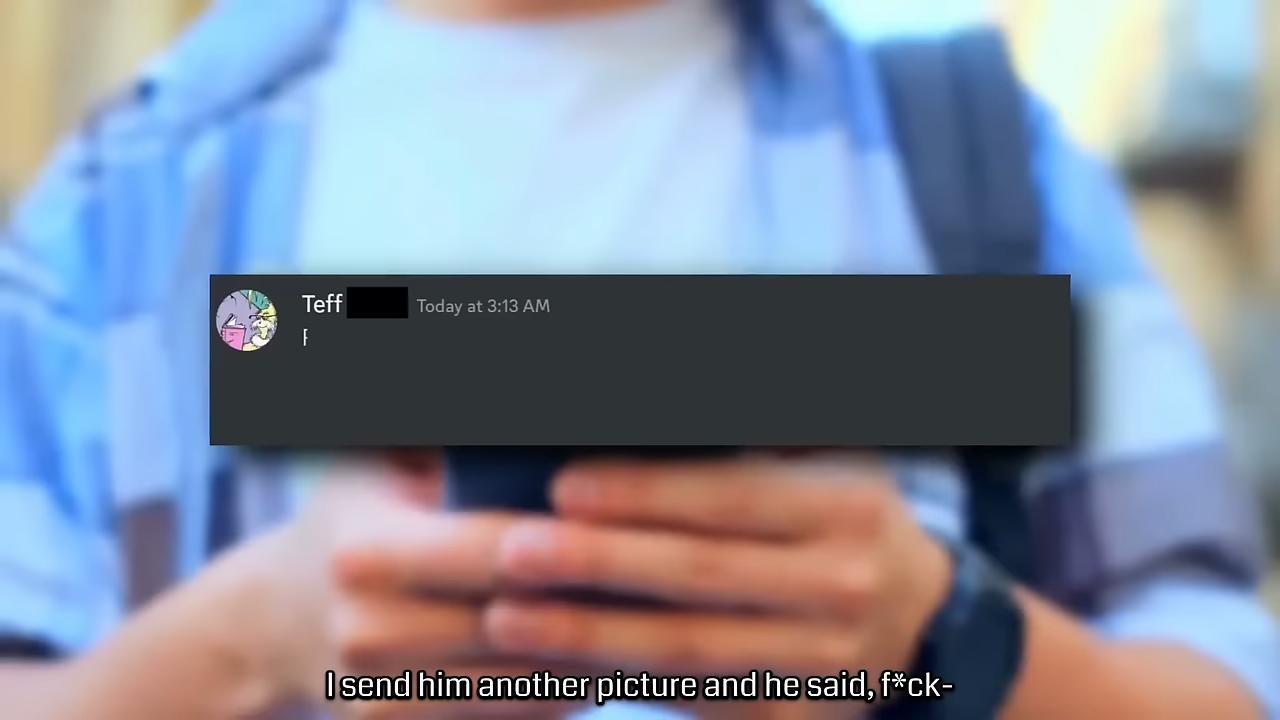 Teff Today at 3:13 AM
F
I send him another picture and he said, f*ck-